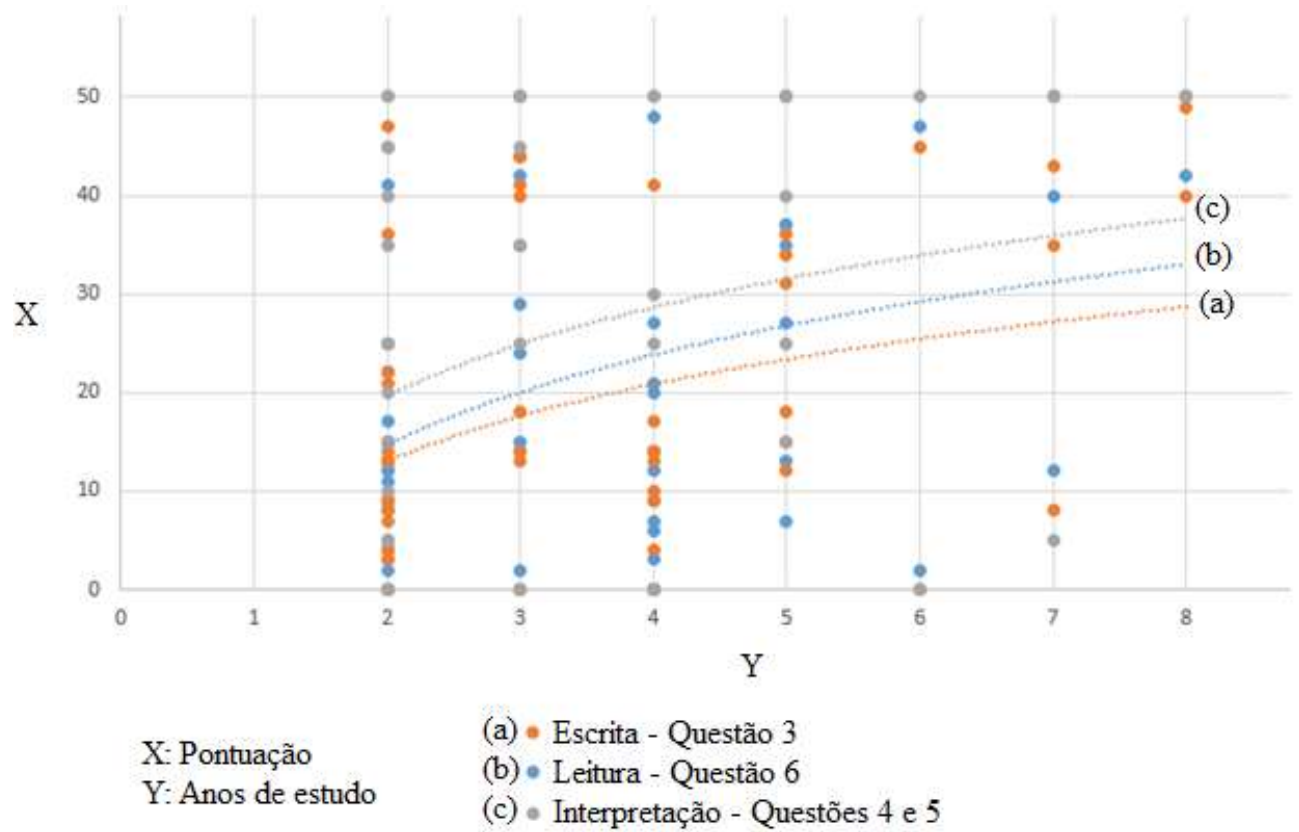 50
40
(c)
(b)
30
X
(a)
20
10
0
0 1 2 3 4 5 6 7 8
Y
(a) Escrita - Questão 3
X: Pontuação
(b) Leitura - Questão 6
Y: Anos de estudo
(c) Interpretação - Questões 4 e 5